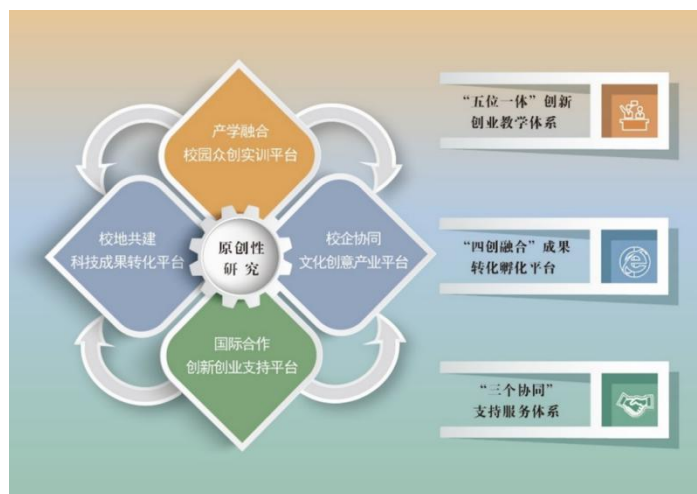 产学融合
校园众创实训平台
校地共建
科技成果转化平台
原创性
研究
校企协同
文化创意产业平台
国际合作
创新创业支持平台
“五位一体”创新
创业教学体系
“四创融合”成果
转化孵化平台
“三个协同”
支持服务体系